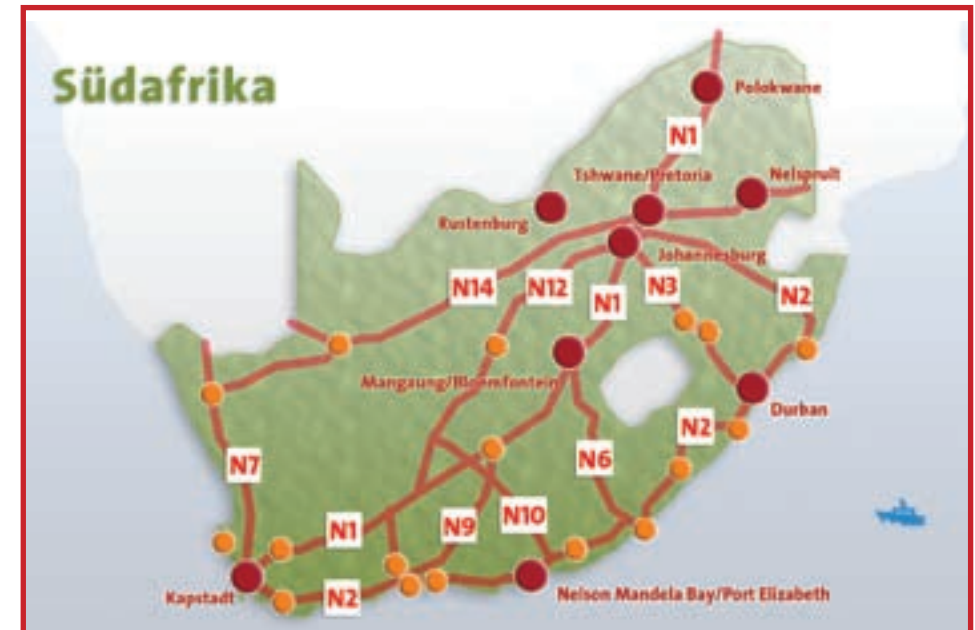 Südafrika
Polokwane
N1
Tshwane/Pretoria
Nelspruit
Rustenburg
Johannesburg
N14
N12
N1
N3
N2
Mangaung/Bloemfontein
Durban
N2
N7
N6
N1
N9
N10
Kapstadt
N2
Nelson Mandela Bay/Port Elizabeth